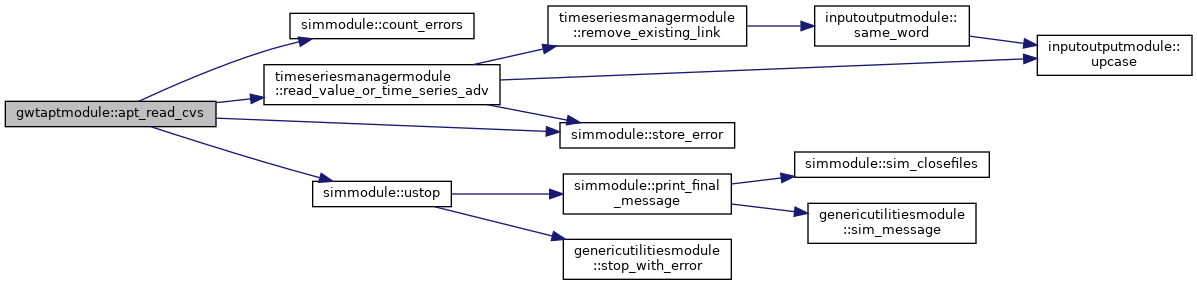 gwtaptmodule::apt_read_cvs
simmodule::count_errors
timeseriesmanagermodule
::read_value_or_time_series_adv
timeseriesmanagermodule
::remove_existing_link
inputoutputmodule::
same_word
inputoutputmodule::
upcase
simmodule::store_error
simmodule::ustop
simmodule::print_final
_message
simmodule::sim_closefiles
genericutilitiesmodule
::sim_message
genericutilitiesmodule
::stop_with_error